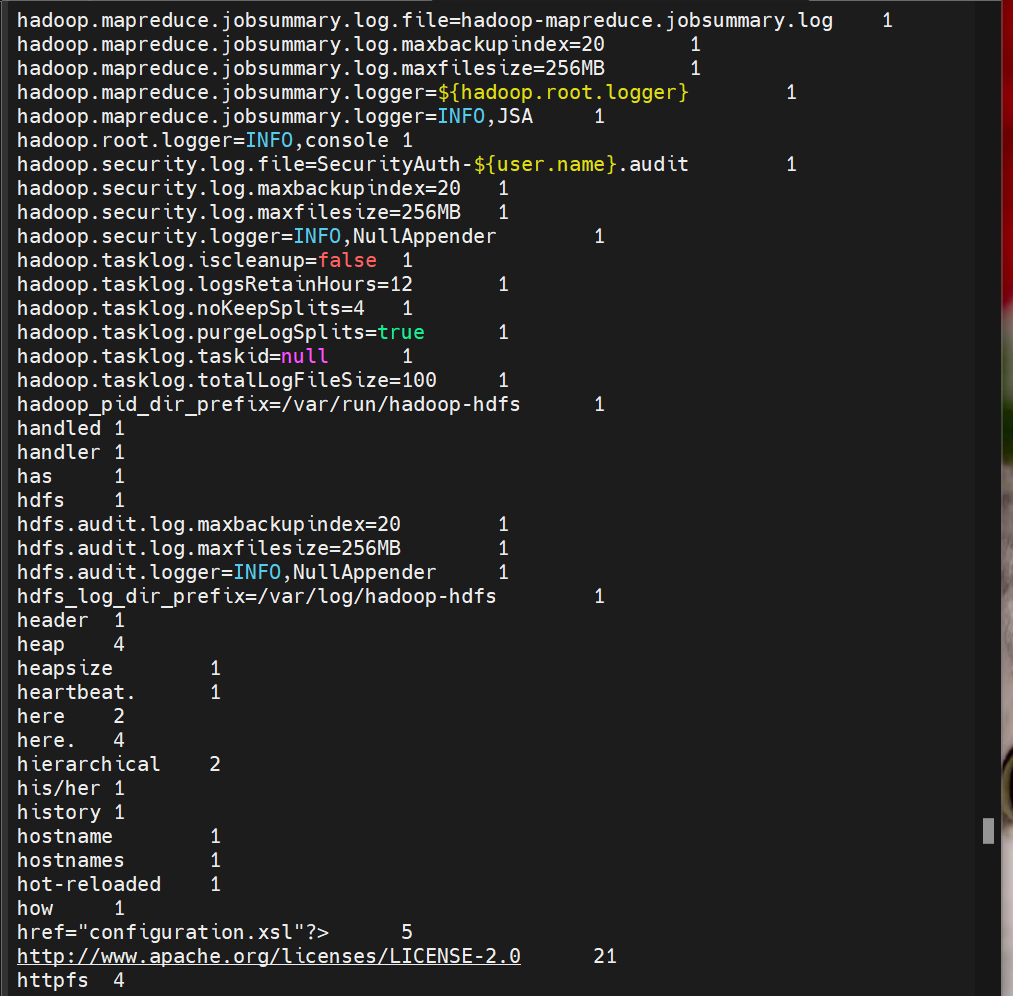 hadoop.mapreduce.jobsummary.log.file=hadoop-mapreduce.jobsummary.log	1
hadoop.mapreduce.jobsummary.log.maxbackupindex=20	1
hadoop.mapreduce.jobsummary.log.maxfilesize=256MB	1
hadoop.mapreduce.jobsummary.logger=${hadoop.root.logger}	1
hadoop.mapreduce.jobsummary.logger=INFO,JSA	1
hadoop.root.logger=INFO,console	1
hadoop.security.log.file=SecurityAuth-${user.name}.audit	1
hadoop.security.log.maxbackupindex=20	1
hadoop.security.log.maxfilesize=256MB	1
hadoop.security.logger=INFO,NullAppender	1
hadoop.tasklog.iscleanup=false	1
hadoop.tasklog.logsRetainHours=12	1
hadoop.tasklog.noKeepSplits=4	1
hadoop.tasklog.purgeLogSplits=true	1
hadoop.tasklog.taskid=null	1
hadoop.tasklog.totalLogFileSize=100	1
hadoop_pid_dir_prefix=/var/run/hadoop-hdfs	1
handled	1
handler	1
has	1
hdfs	1
hdfs.audit.log.maxbackupindex=20	1
hdfs.audit.log.maxfilesize=256MB	1
hdfs.audit.logger=INFO,NullAppender	1
hdfs_log_dir_prefix=/var/log/hadoop-hdfs	1
header	1
heap	4
heapsize	1
heartbeat.	1
here	2
here.	4
hierarchical	2
his/her	1
history	1
hostname	1
hostnames	1
hot-reloaded	1
how	1
href="configuration.xsl"?>	5
http://www.apache.org/licenses/LICENSE-2.0	21
httpfs	4